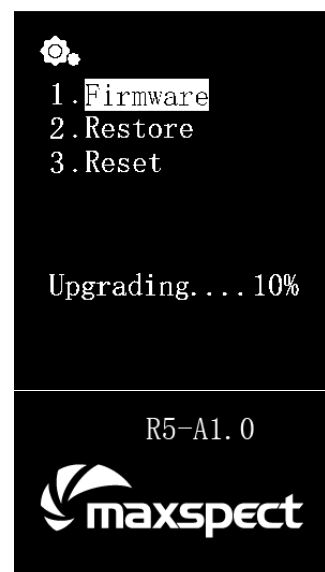 1.Firmware
2.Restore
3.Reset
Upgrading....10%
R5-A1.0
maxspect